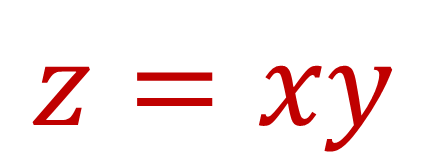 z = xy